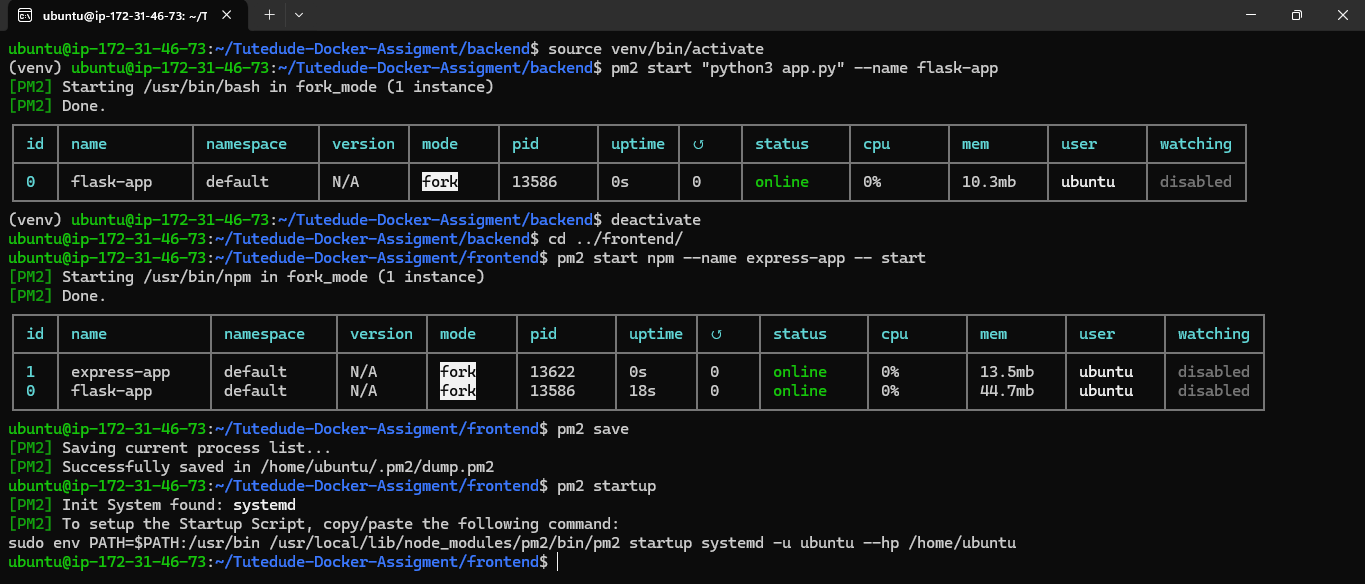 ubuntu@ip-172-31-46-73: ~/T
ubuntu@ip-172-31-46-73:~/Tutedude-Docker-Assigment/backend$ source venv/bin/activate
(venv) ubuntu@ip-172-31-46-73:~/Tutedude-Docker-Assigment/backend$ pm2 start "python3 app.py" --name flask-app
[PM2] Starting /usr/bin/bash in fork_mode (1 instance)
[PM2] Done.
id name namespace version mode pid uptime ↺ status cpu mem user watching
0 flask-app default N/A fork 13586 0s 0 online 0% 10.3mb ubuntu disabled
(venv) ubuntu@ip-172-31-46-73:~/Tutedude-Docker-Assigment/backend$ deactivate
ubuntu@ip-172-31-46-73:~/Tutedude-Docker-Assigment/backend$ cd ../frontend/
ubuntu@ip-172-31-46-73:~/Tutedude-Docker-Assigment/frontend$ pm2 start npm --name express-app -- start
[PM2] Starting /usr/bin/npm in fork_mode (1 instance)
[PM2] Done.
id name namespace version mode pid uptime ↺ status cpu mem user watching
1 express-app default N/A fork 13622 0s 0 online 0% 13.5mb ubuntu disabled
0 flask-app default N/A fork 13586 18s 0 online 0% 44.7mb ubuntu disabled
ubuntu@ip-172-31-46-73:~/Tutedude-Docker-Assigment/frontend$ pm2 save
[PM2] Saving current process list...
[PM2] Successfully saved in /home/ubuntu/.pm2/dump.pm2
ubuntu@ip-172-31-46-73:~/Tutedude-Docker-Assigment/frontend$ pm2 startup
[PM2] Init System found: systemd
[PM2] To setup the Startup Script, copy/paste the following command:
sudo env PATH=$PATH:/usr/bin /usr/local/lib/node_modules/pm2/bin/pm2 startup systemd -u ubuntu --hp /home/ubuntu
ubuntu@ip-172-31-46-73:~/Tutedude-Docker-Assigment/frontend$